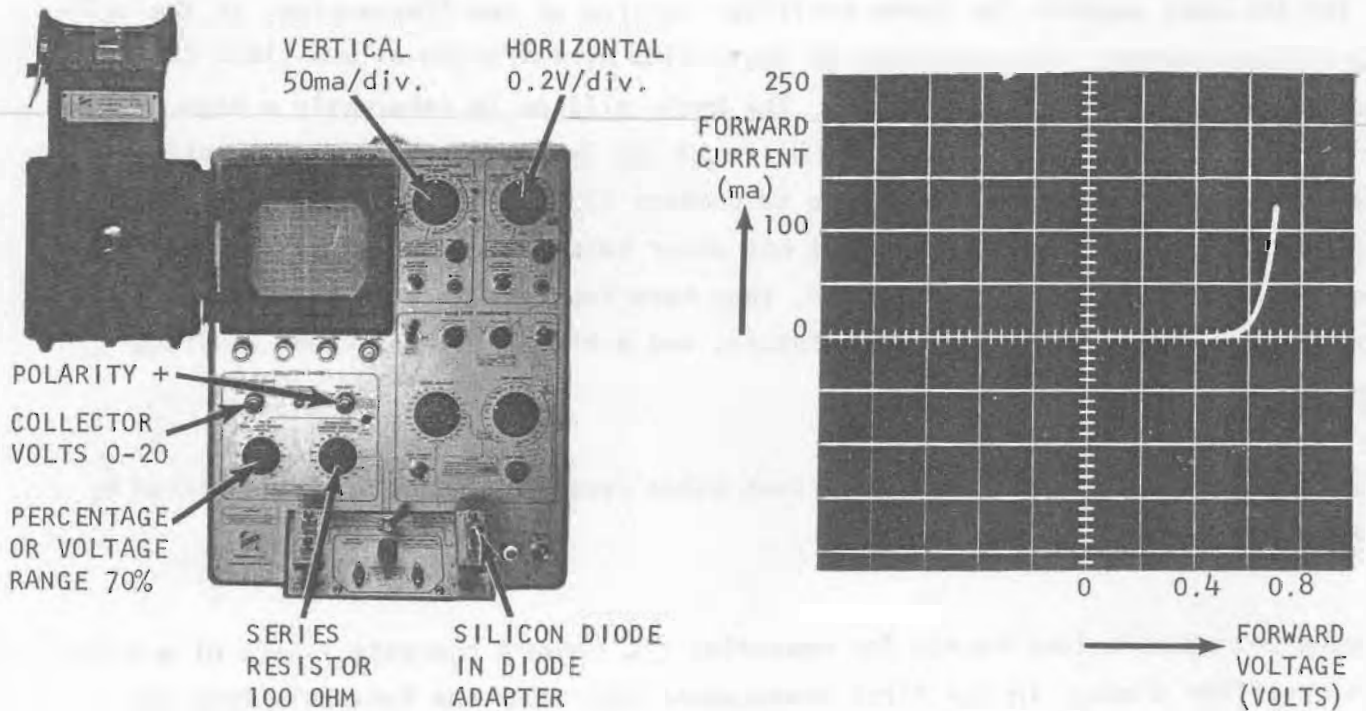 VERTICAL
50ma/div.
HORIZONTAL
0.2V/div.
POLARITY +
COLLECTOR
VOLTS 0-20
PERCENTAGE
OR VOLTAGE
RANGE 70%
SERIES
RESISTOR
100 OHM
SILICON DIODE
IN DIODE
ADAPTER
FORWARD
CURRENT
(ma)
250
100
0
0 0.4 0.8
FORWARD
VOLTAGE
(VOLTS)